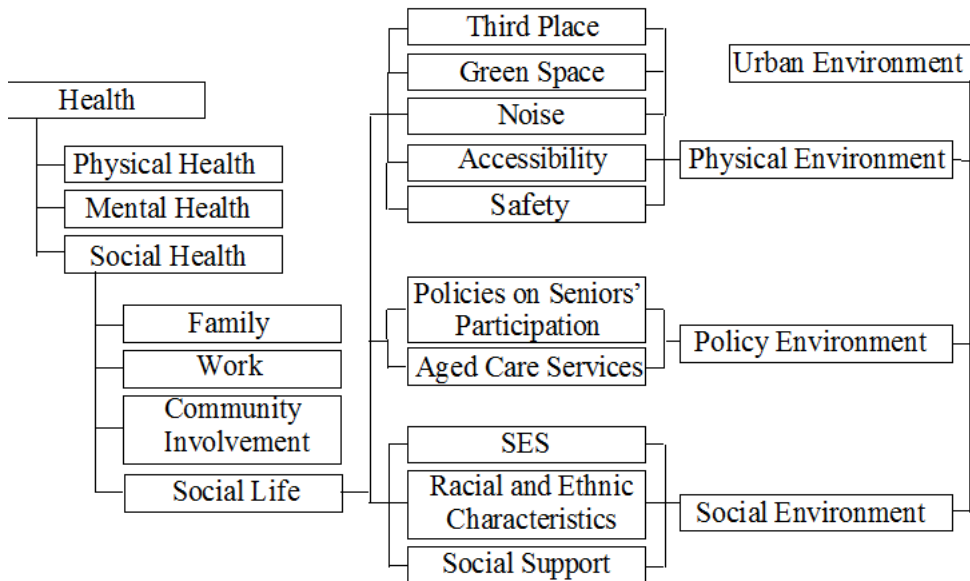 Health
Physical Health
Mental Health
Social Health
Family
Work
Community
Involvement
Social Life
Third Place
Green Space
Noise
Accessibility
Safety
Policies on Seniors’
Participation
Aged Care Services
SES
Racial and Ethnic
Characteristics
Social Support
Urban Environment
Physical Environment
Policy Environment
Social Environment